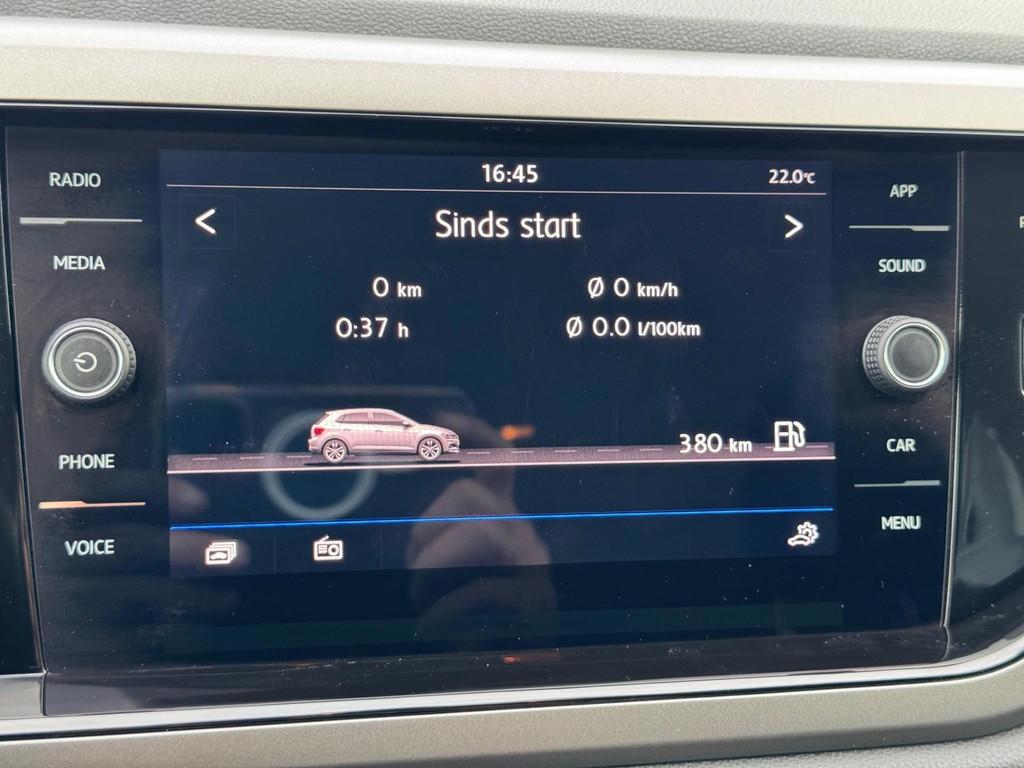 16:45
22.0°C
RADIO
APP
<
Sinds start
>
MEDIA
SOUND
0 km
Ø 0 km/h
0:37 h
Ø 0.0 l/100km
PHONE
380 km
CAR
VOICE
MENU